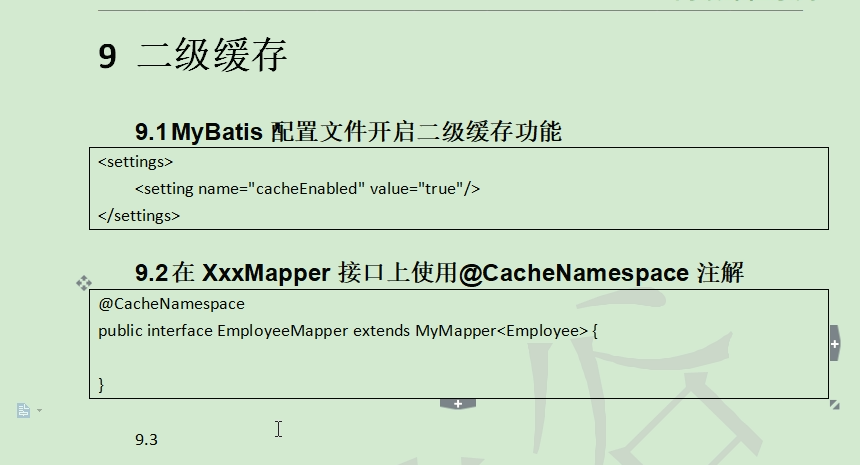 9 二级缓存
9.1MyBatis 配置文件开启二级缓存功能
<settings>
<setting name="cacheEnabled" value="true"/>
</settings>
9.2在 XxxMapper 接口上使用@CacheNamespace 注解
@CacheNamespace
public interface EmployeeMapper extends MyMapper<Employee> {
}
9.3